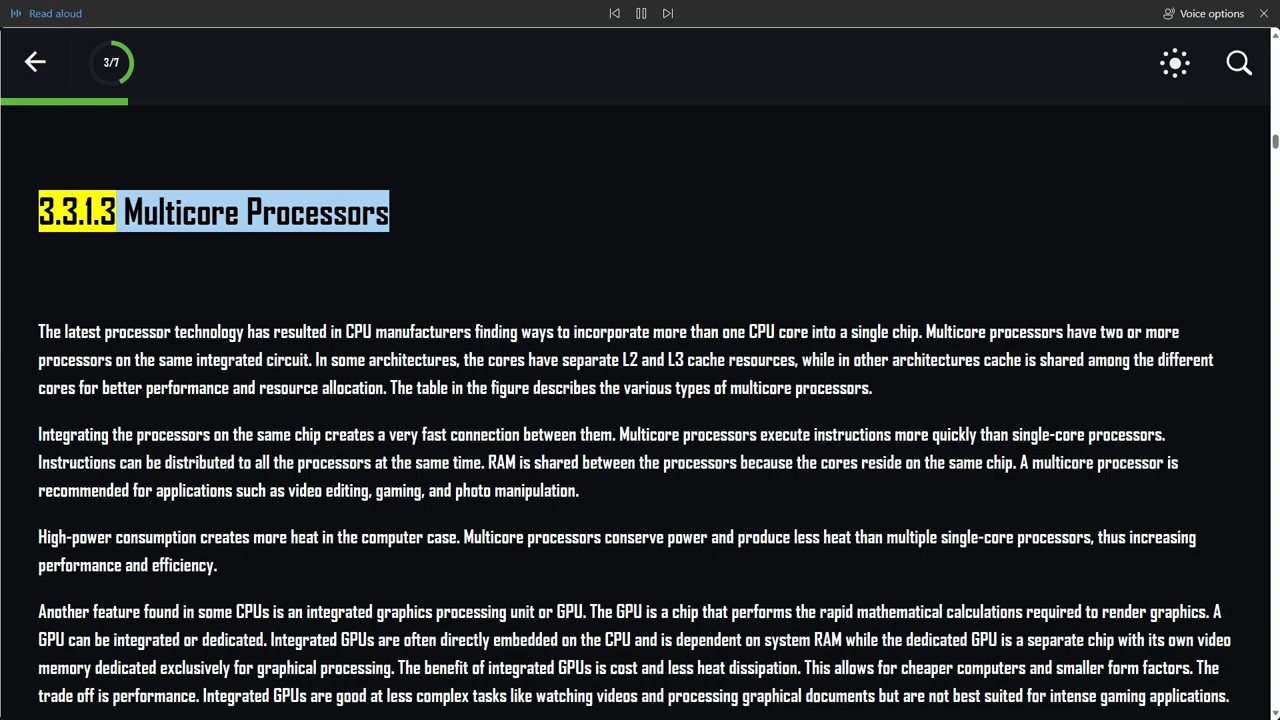 Read aloud
Voice options
3/7
3.3.1.3 Multicore Processors
The latest processor technology has resulted in CPU manufacturers finding ways to incorporate more than one CPU core into a single chip. Multicore processors have two or more
processors on the same integrated circuit. In some architectures, the cores have separate L2 and L3 cache resources, while in other architectures cache is shared among the different
cores for better performance and resource allocation. The table in the figure describes the various types of multicore processors.
Integrating the processors on the same chip creates a very fast connection between them. Multicore processors execute instructions more quickly than single-core processors.
Instructions can be distributed to all the processors at the same time. RAM is shared between the processors because the cores reside on the same chip. A multicore processor is
recommended for applications such as video editing, gaming, and photo manipulation.
High-power consumption creates more heat in the computer case. Multicore processors conserve power and produce less heat than multiple single-core processors, thus increasing
performance and efficiency.
Another feature found in some CPUs is an integrated graphics processing unit or GPU. The GPU is a chip that performs the rapid mathematical calculations required to render graphics. A
GPU can be integrated or dedicated. Integrated GPUs are often directly embedded on the CPU and is dependent on system RAM while the dedicated GPU is a separate chip with its own video
memory dedicated exclusively for graphical processing. The benefit of integrated GPUs is cost and less heat dissipation. This allows for cheaper computers and smaller form factors. The
trade off is performance. Integrated GPUs are good at less complex tasks like watching videos and processing graphical documents but are not best suited for intense gaming applications.